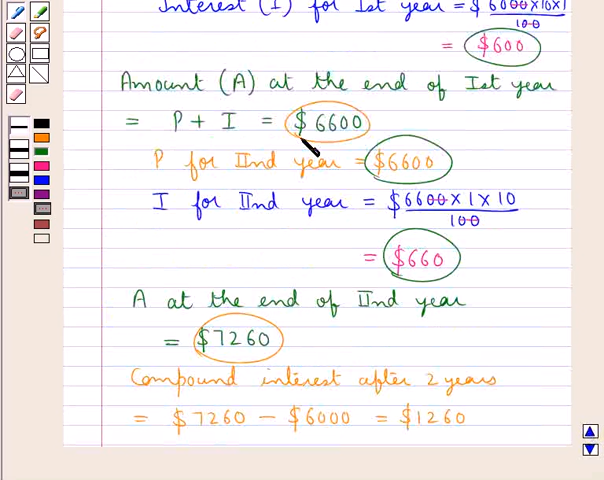 Interest (I) for Ist year = $ 6000×10×1
100
= $600
Amount (A) at the end of Ist year
= P + I = $6600
P for IInd year = $6600
I for IInd year = $6600 × 1 × 10
100
= $660
A at the end of IInd year
= $7260
Compound interest after 2 years
= $7260 − $6000 = $1260